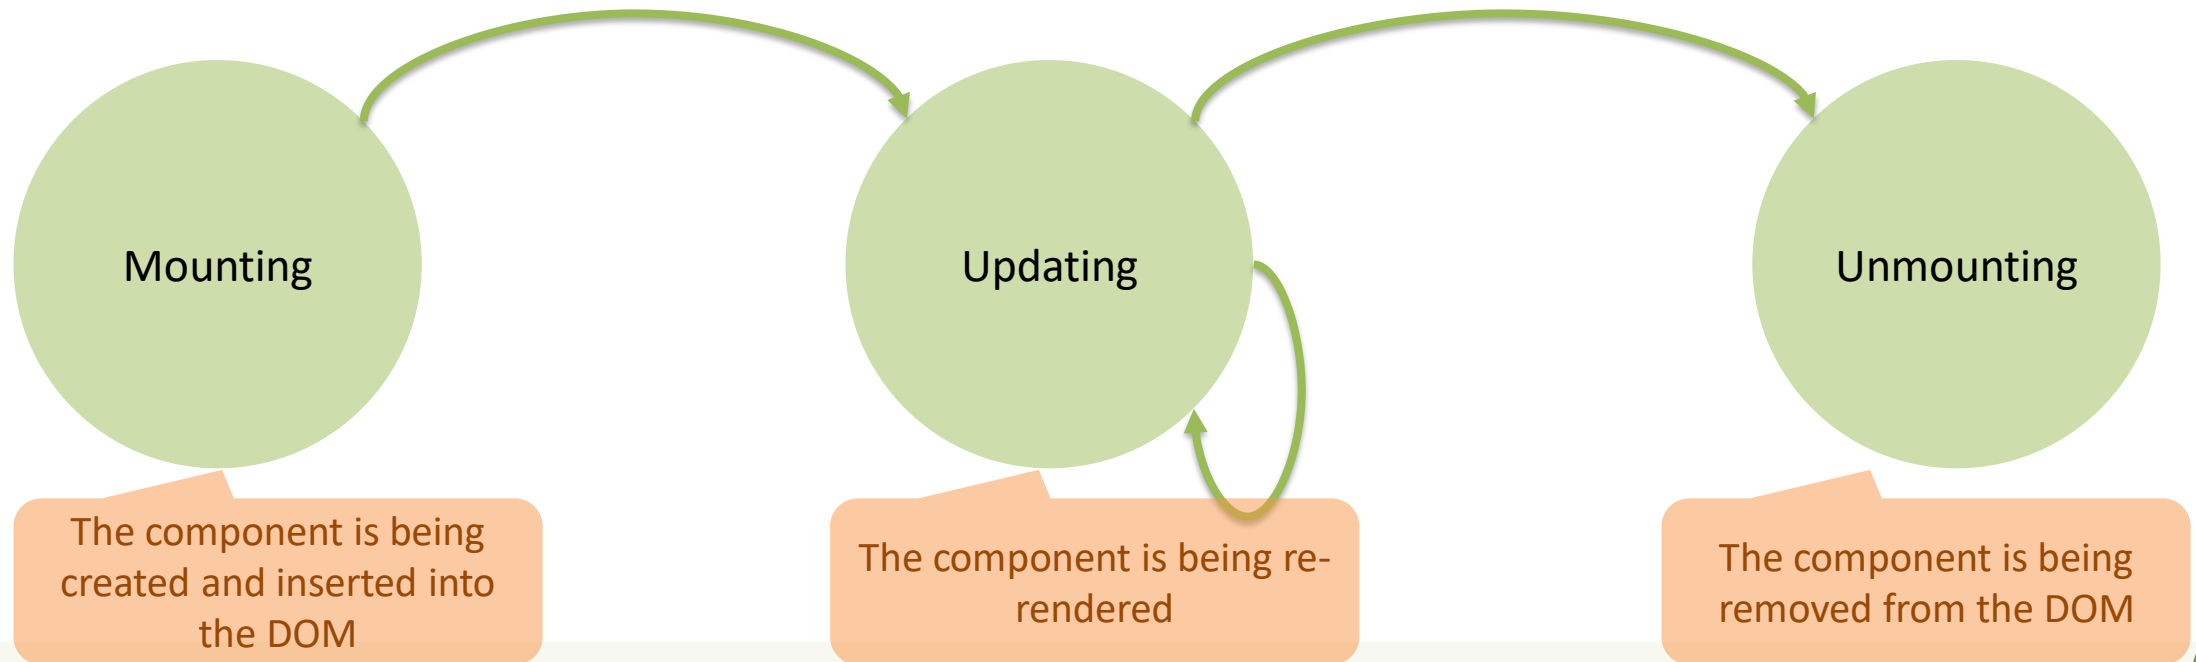 Mounting
Updating
Unmounting
The component is being
created and inserted into
the DOM
The component is being re-
rendered
The component is being
removed from the DOM